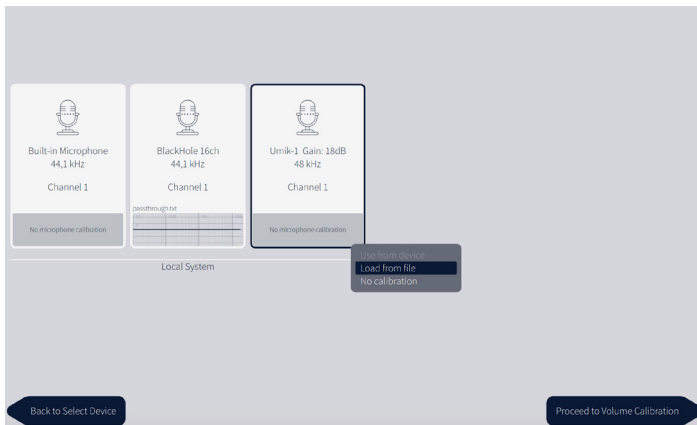 Built-in Microphone
44,1 kHz
Channel 1
No microphone calibration
BlackHole 16ch
44,1 kHz
Channel 1
passthrough.txt
Umik-1 Gain: 18dB
48 kHz
Channel 1
No microphone calibration
Use from device
Load from file
No calibration
Local System
Back to Select Device
Proceed to Volume Calibration